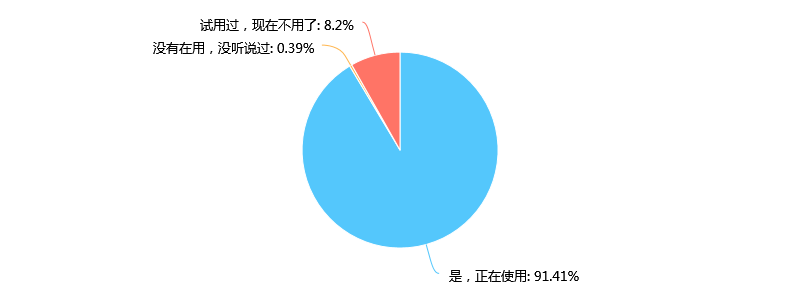 试用过，现在不用了: 8.2%
没有在用，没听说过: 0.39%
是，正在使用: 91.41%